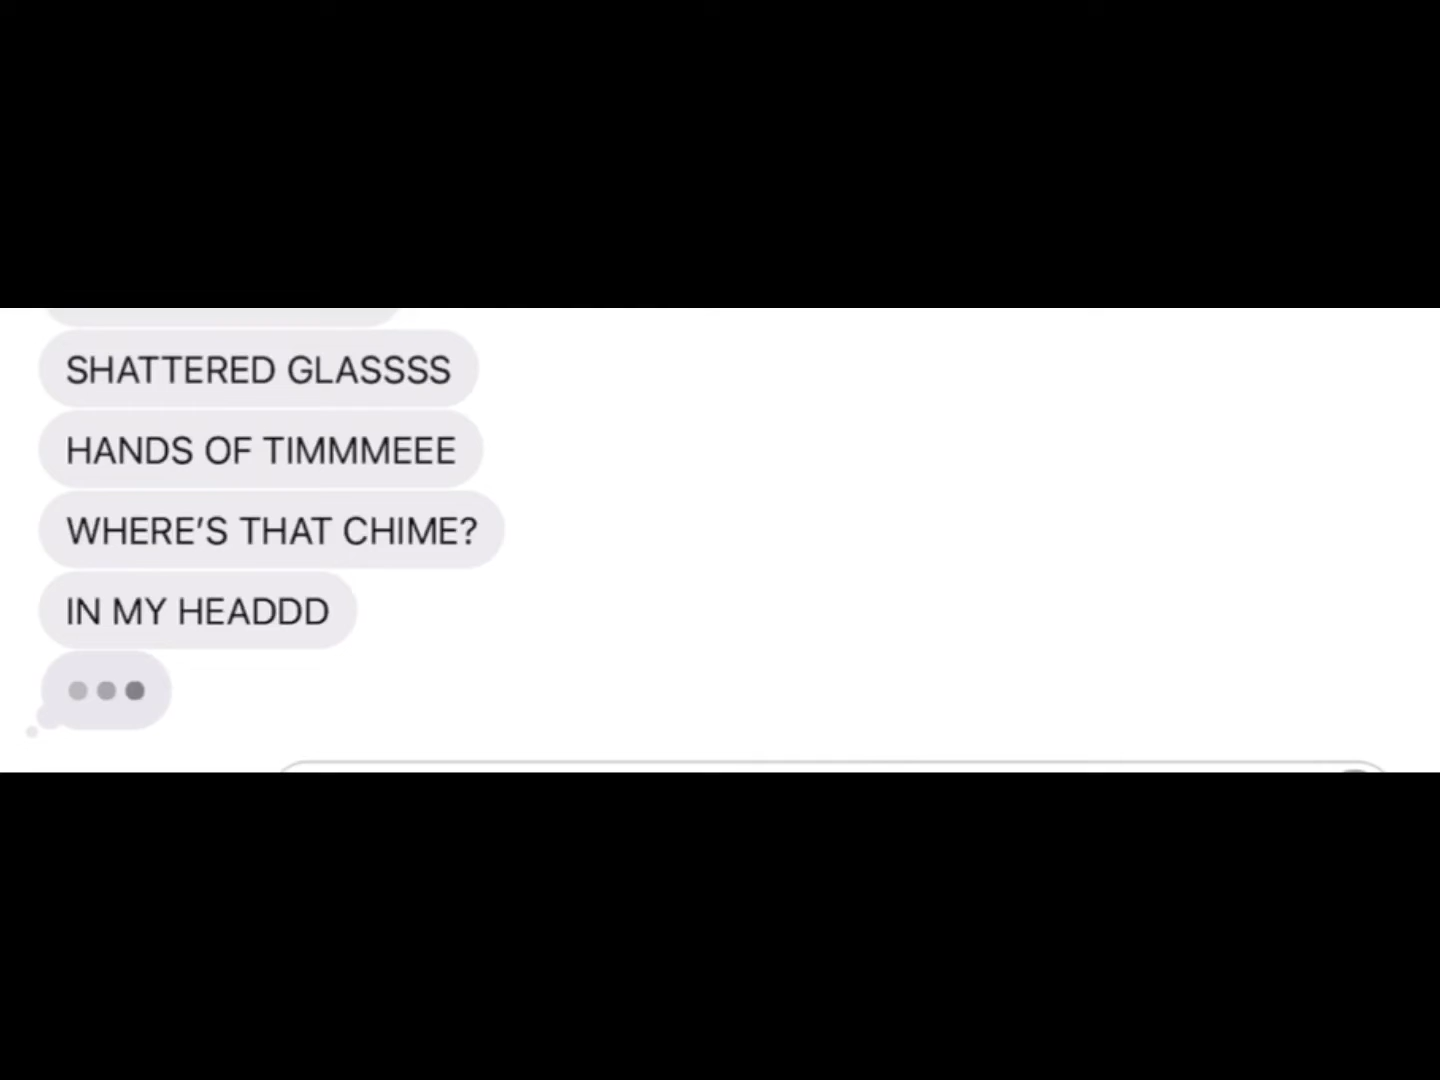 SHATTERED GLASSSS
HANDS OF TIMMMEEE
WHERE'S THAT CHIME?
IN MY HEADDD